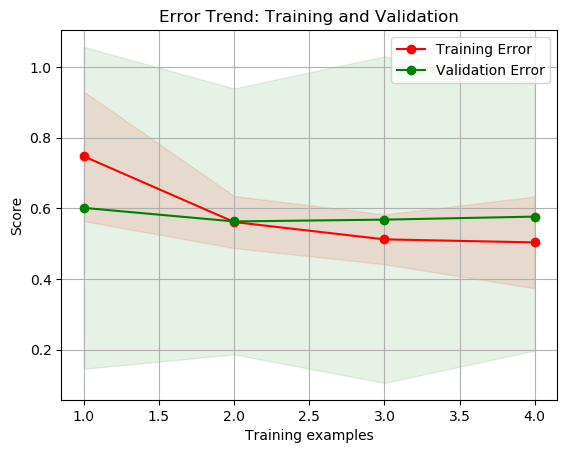 Error Trend: Training and Validation
Training Error
Validation Error
Score
1.0
0.8
0.6
0.4
0.2
1.0 1.5 2.0 2.5 3.0 3.5 4.0
Training examples